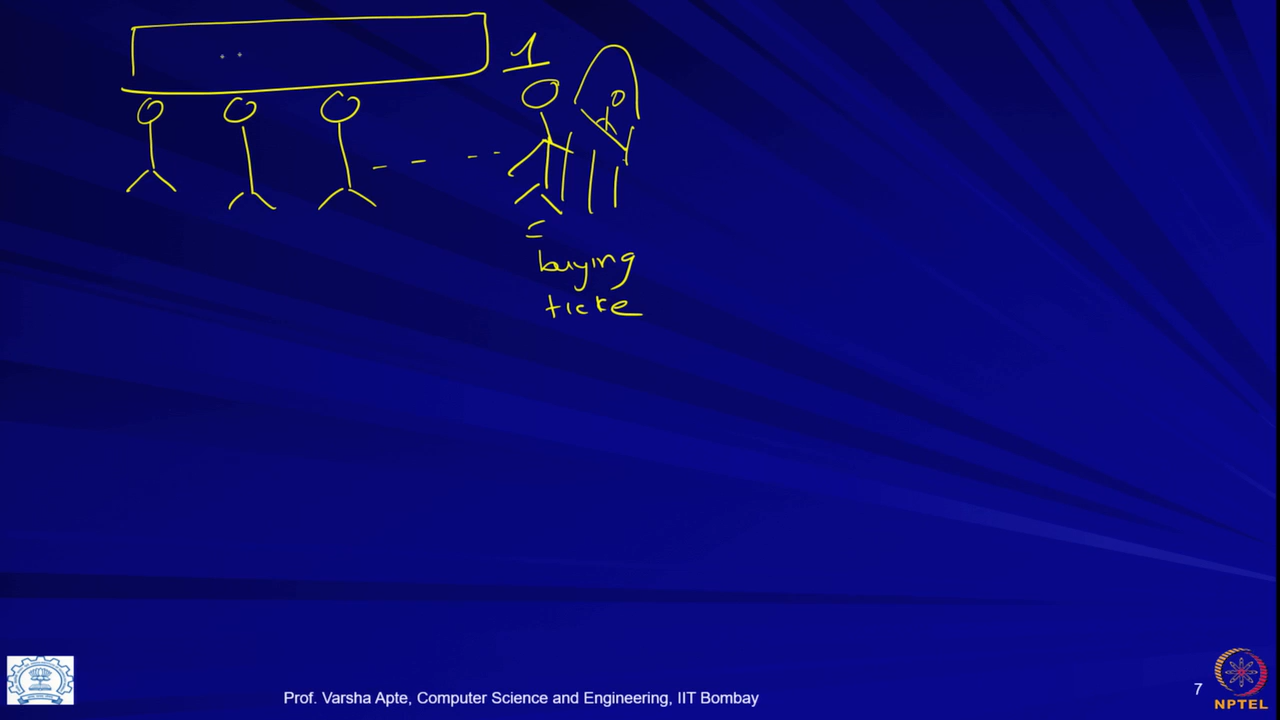 1
buying
ticke
Prof. Varsha Apte, Computer Science and Engineering, IIT Bombay
7
NPTEL